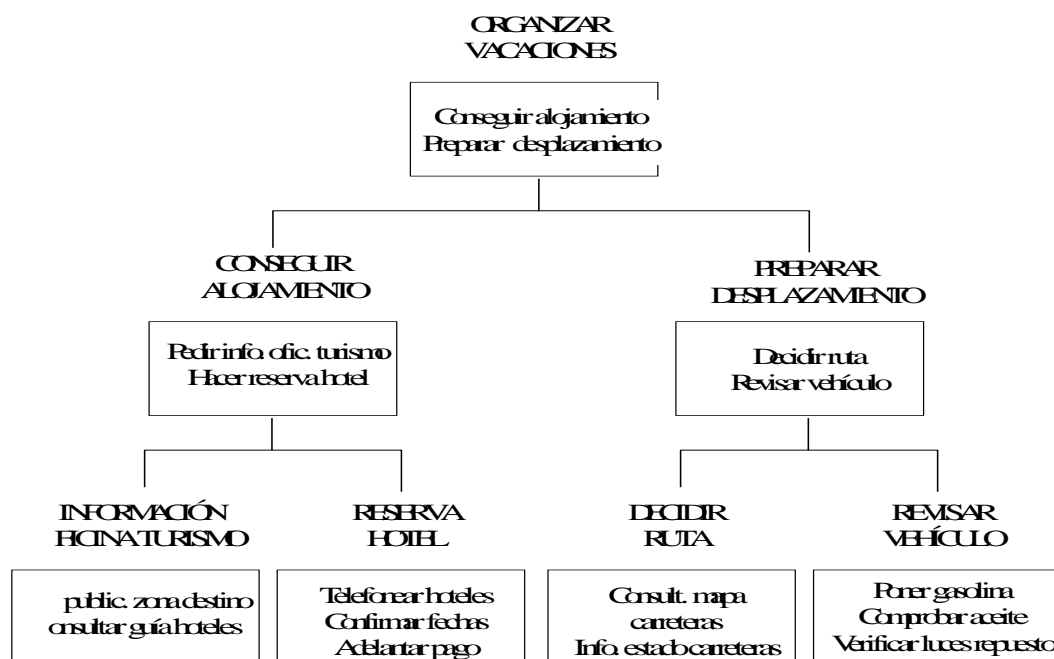 ORGANIZAR
VACACIONES
Conseguir alojamiento
Preparar desplazamiento
CONSEGUIR
ALOJAMIENTO
PREPARAR
DESPLAZAMIENTO
Pedir info. ofic. turismo
Hacer reserva hotel
Decidir ruta
Revisar vehículo
INFORMACIÓN
FICINA TURISMO
RESERVA
HOTEL
DECIDIR
RUTA
REVISAR
VEHÍCULO
public. zona destino
onsultar guía hoteles
Telefonear hoteles
Confirmar fechas
Adelantar pago
Consult. mapa
carreteras
Info. estado carreteras
Poner gasolina
Comprobar aceite
Verificar luces repuesto